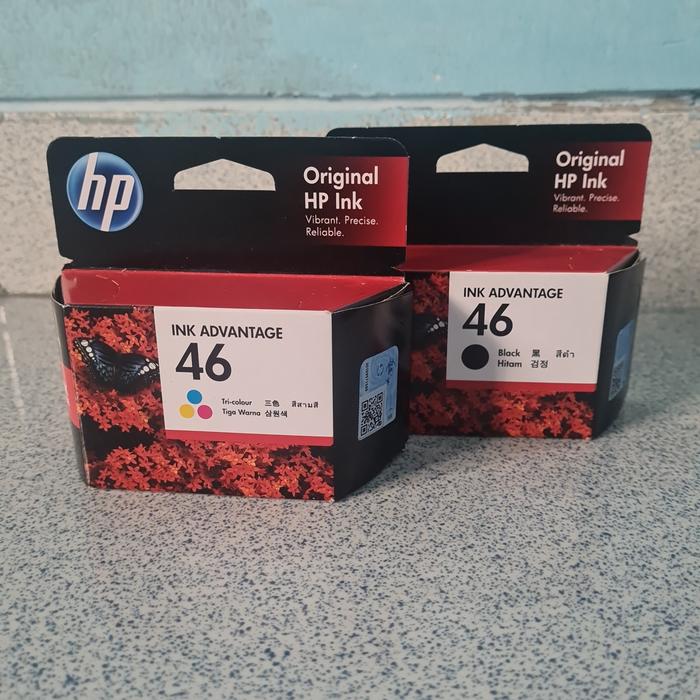 hp
Original
HP Ink
Vibrant. Precise.
Reliable.
INK ADVANTAGE
46
Tri-colour 三色 สีสามสี
Tiga Warna 삼원색
Original
HP Ink
Vibrant. Precise.
Reliable.
INK ADVANTAGE
46
Black 黑 สีดำ
Hitam 검정